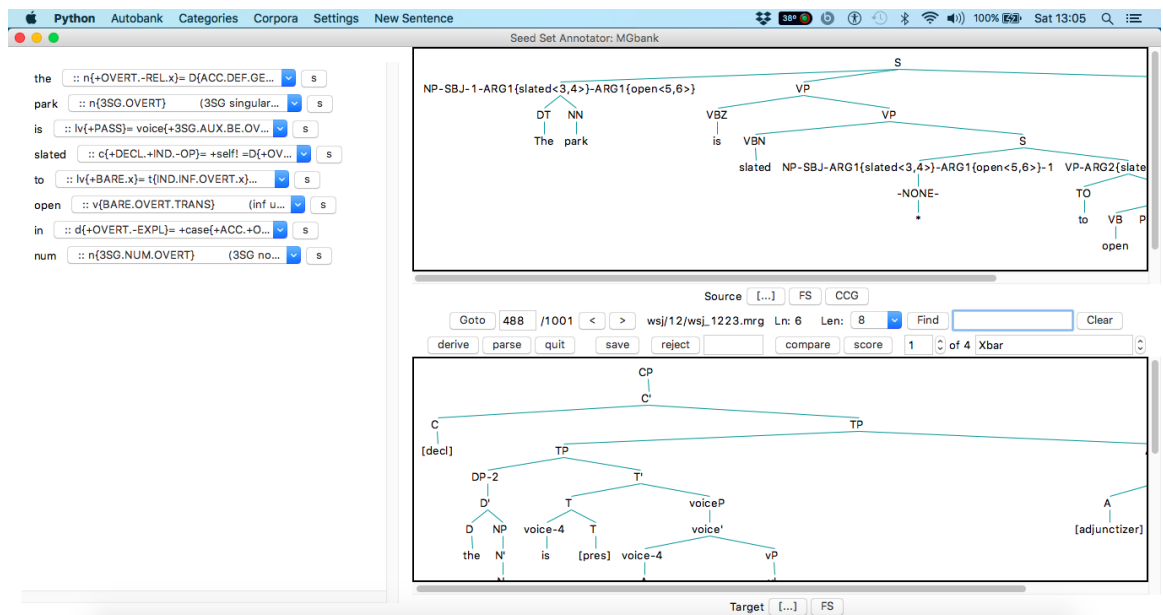 Python Autobank Categories Corpora Settings New Sentence 38° 100% Sat 13:05
Seed Set Annotator: MGbank
the :: n{+OVERT.-REL.x}= D{ACC.DEF.GE... s
park :: n{3SG.OVERT} (3SG singular... s
is :: lv{+PASS}= voice{+3SG.AUX.BE.OV... s
slated :: c{+DECL.+IND.-OP}= +self! =D{+OV... s
to :: lv{+BARE.x}= t{IND.INF.OVERT.x}... s
open :: v{BARE.OVERT.TRANS} (inf u... s
in :: d{+OVERT.-EXPL}= +case{+ACC.+O... s
num :: n{3SG.NUM.OVERT} (3SG no... s
S
NP-SBJ-1-ARG1{slated<3,4>}-ARG1{open<5,6>} VP
DT NN VBZ VP
The park is VBN S
slated NP-SBJ-ARG1{slated<3,4>}-ARG1{open<5,6>}-1 VP-ARG2{slate
-NONE- TO
* to VB P
open
Source [...] FS CCG
Goto 488 /1001 < > wsj/12/wsj_1223.mrg Ln: 6 Len: 8 Find Clear
derive parse quit save reject compare score 1 of 4 Xbar
CP
C'
C TP
[decl] TP
DP-2 T'
D' T voiceP A
D NP voice-4 T voice' [adjunctizer]
the N' is [pres] voice-4 vP
Target [...] FS